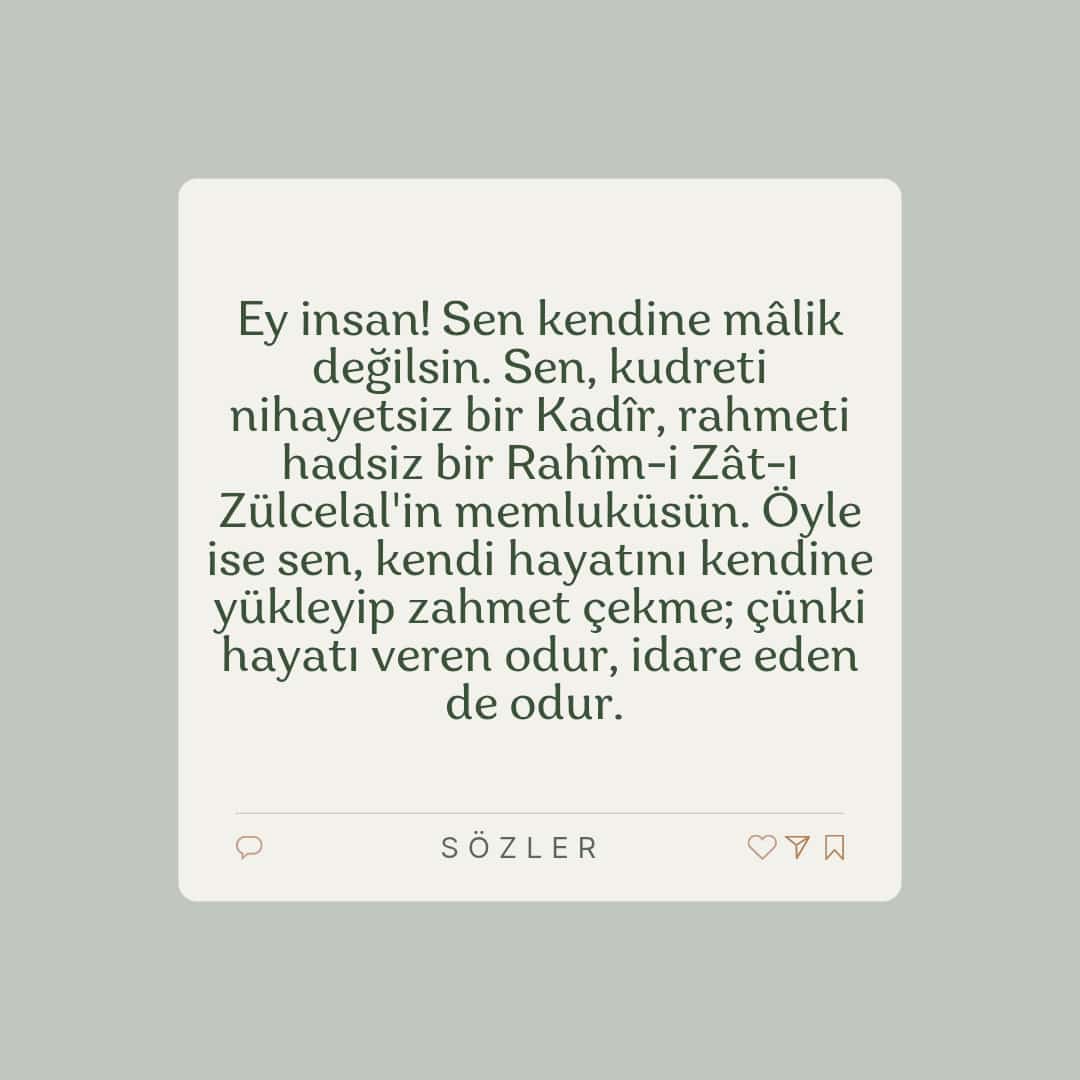 Ey insan! Sen kendine mâlik
değilsin. Sen, kudreti
nihayetsiz bir Kadîr, rahmeti
hadsiz bir Rahîm-i Zât-ı
Zülcelal'in memluküsün. Öyle
ise sen, kendi hayatını kendine
yükleyip zahmet çekme; çünki
hayatı veren odur, idare eden
de odur.
SÖZLER